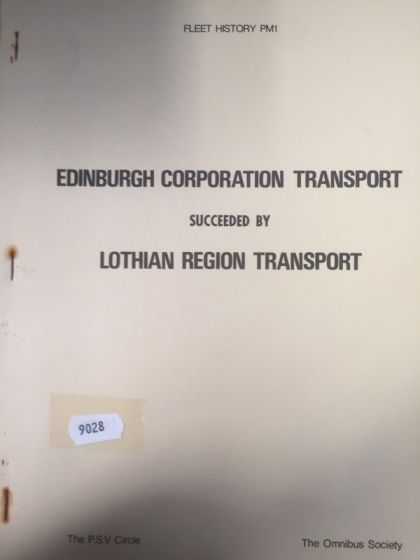 FLEET HISTORY PM1
EDINBURGH CORPORATION TRANSPORT
SUCCEEDED BY
LOTHIAN REGION TRANSPORT
9028
The P.S.V Circle
The Omnibus Society